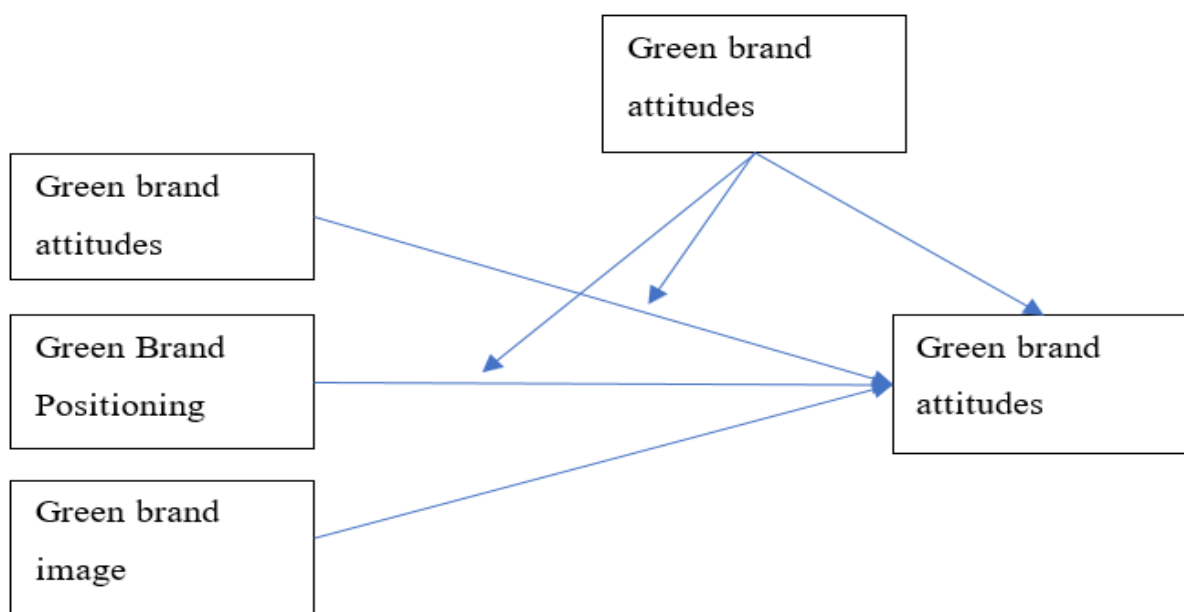 Green brand
attitudes
Green brand
attitudes
Green Brand
Positioning
Green brand
attitudes
Green brand
image